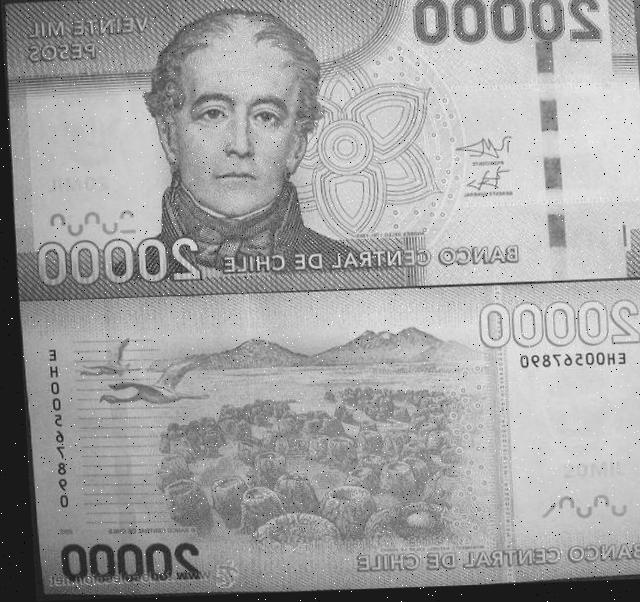 VEINTE MIL
PESOS
20000
20000
BANCO CENTRAL DE CHILE
20000
EH00567890
EH00567890
20000
BANCO CENTRAL DE CHILE